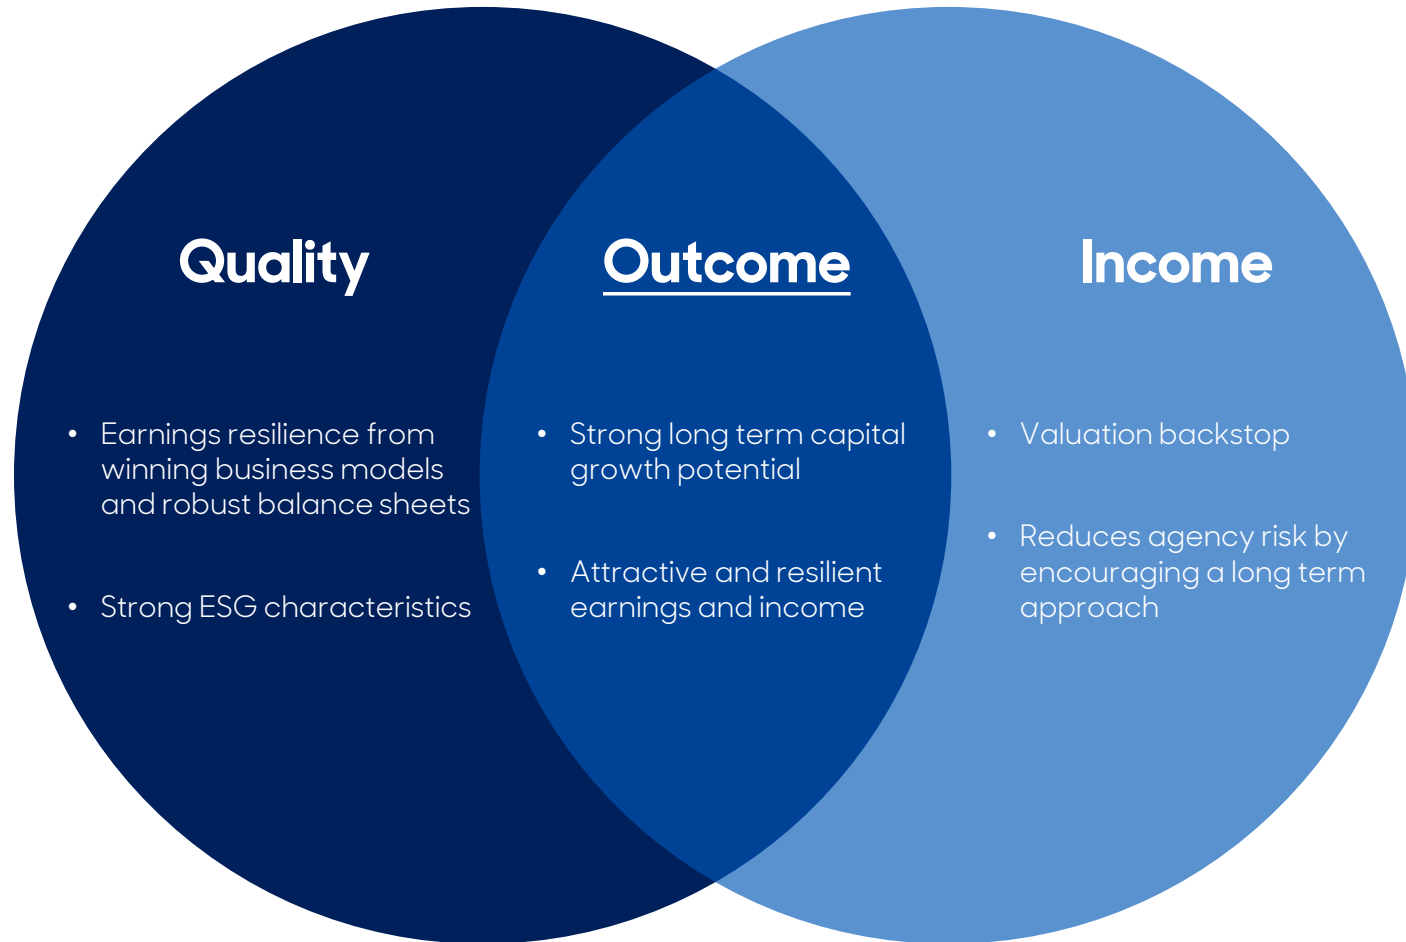 Quality
• Earnings resilience from
winning business models
and robust balance sheets
• Strong ESG characteristics
Outcome
• Strong long term capital
growth potential
• Attractive and resilient
earnings and income
Income
• Valuation backstop
• Reduces agency risk by
encouraging a long term
approach